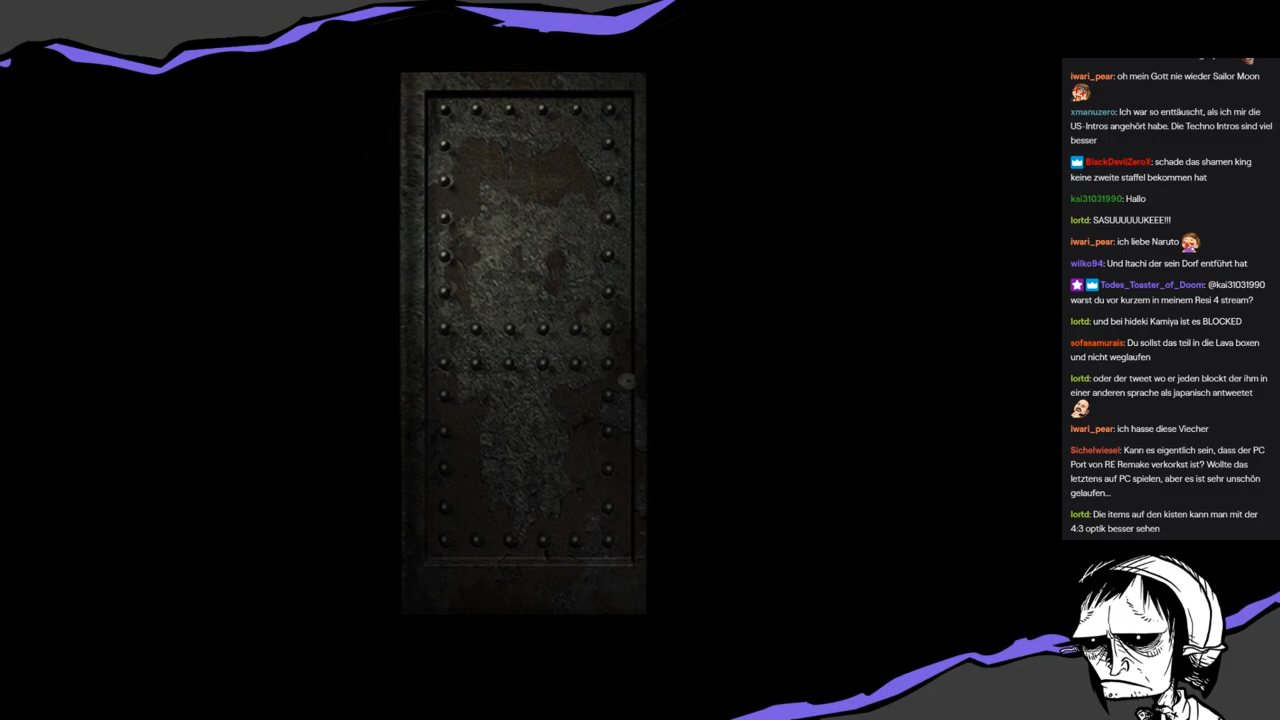 iwari_pear: oh mein Gott nie wieder Sailor Moon
xmanuzero: Ich war so enttäuscht, als ich mir die
US-Intros angehört habe. Die Techno Intros sind viel
besser
BlackDevilZeroX: schade das shamen king
keine zweite staffel bekommen hat
kai31031990: Hallo
lortd: SASUUUUUUKEEE!!!
iwari_pear: ich liebe Naruto
wilko94: Und Itachi der sein Dorf entführt hat
Todes_Toaster_of_Doom: @kai31031990
warst du vor kurzem in meinem Resi 4 stream?
lortd: und bei hideki Kamiya ist es BLOCKED
sofasamurais: Du sollst das teil in die Lava boxen
und nicht weglaufen
lortd: oder der tweet wo er jeden blockt der ihm in
einer anderen sprache als japanisch antweetet
iwari_pear: ich hasse diese Viecher
Sichelwiesel: Kann es eigentlich sein, dass der PC
Port von RE Remake verkorkst ist? Wollte das
letztens auf PC spielen, aber es ist sehr unschön
gelaufen...
lortd: Die items auf den kisten kann man mit der
4:3 optik besser sehen